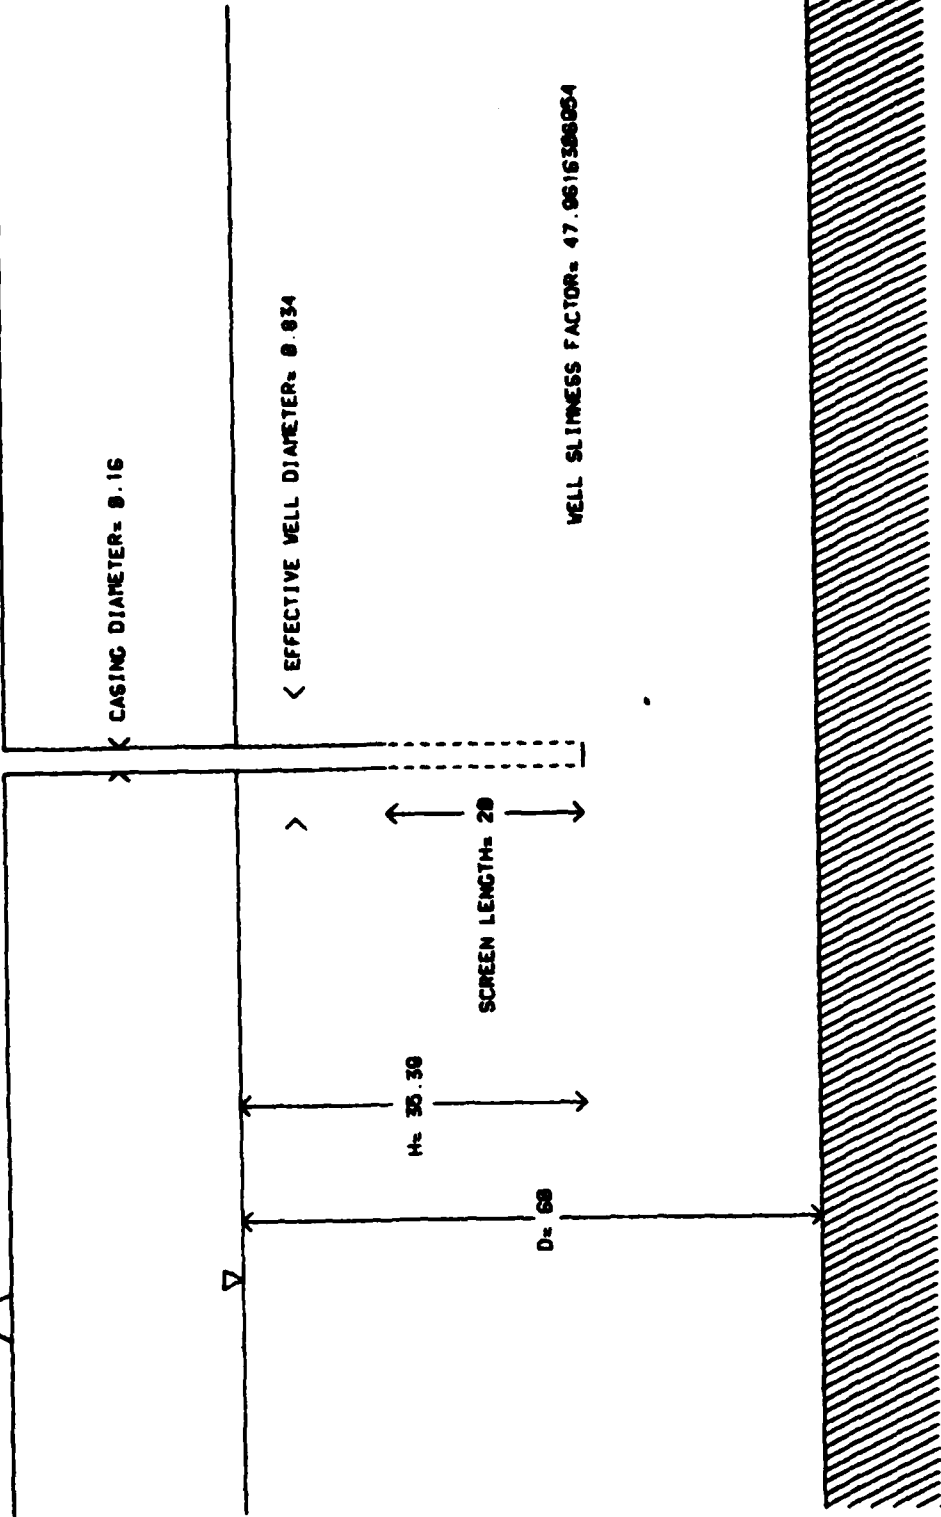 CASING DIAMETER= 0.16
< EFFECTIVE WELL DIAMETER= 0.834
>
H= 35.30
SCREEN LENGTH= 20
D= 60
WELL SLIMNESS FACTOR= 47.9616306954